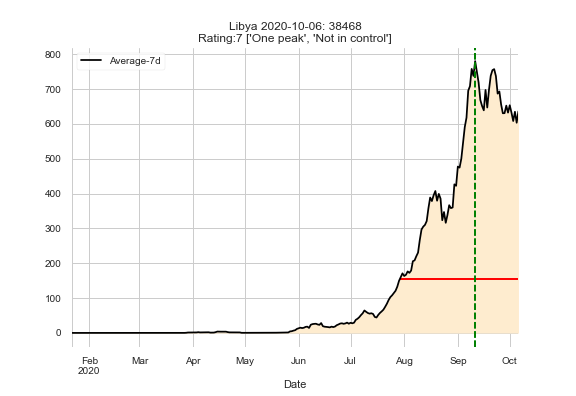 Libya 2020-10-06: 38468
Rating:7 ['One peak', 'Not in control']
Average-7d
800
700
600
500
400
300
200
100
0
Feb Mar Apr May Jun Jul Aug Sep Oct
2020
Date